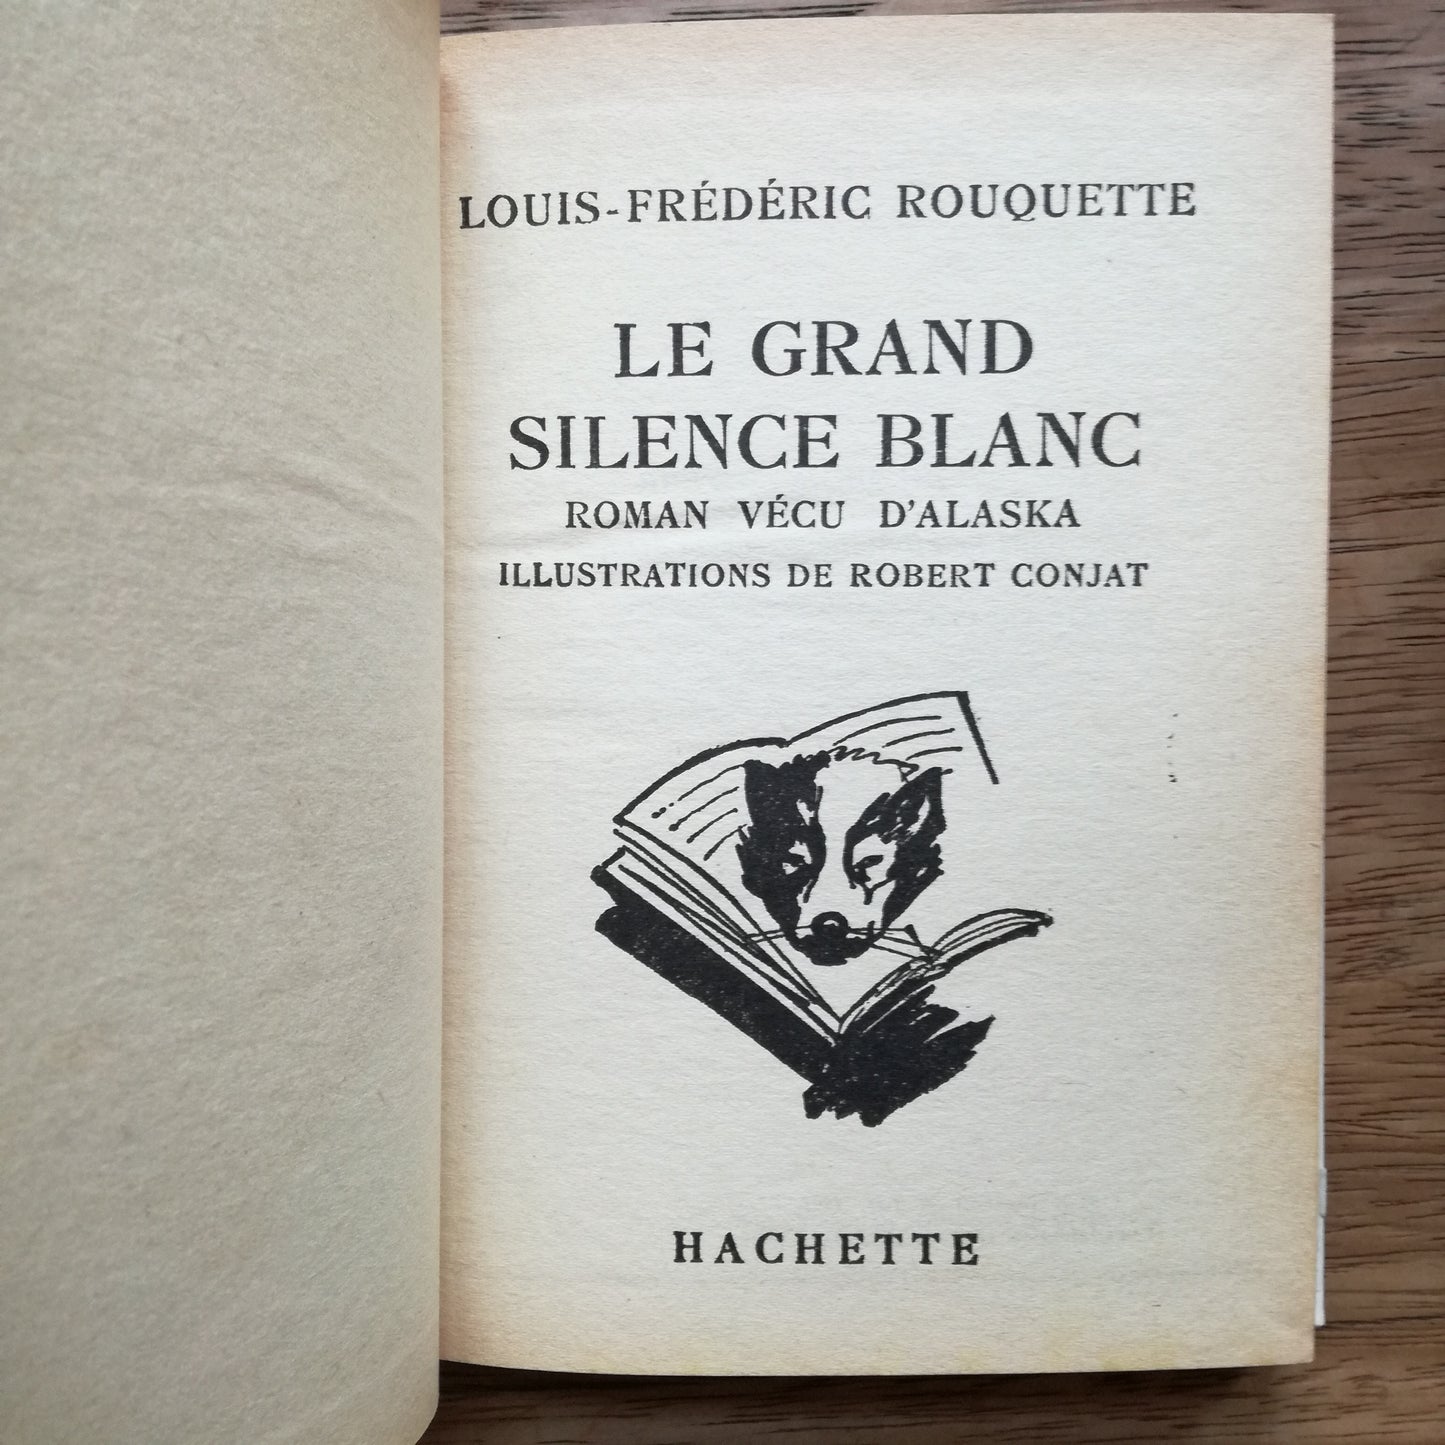 LOUIS-FRÉDÉRIC ROUQUETTE
LE GRAND
SILENCE BLANC
ROMAN VÉCU D'ALASKA
ILLUSTRATIONS DE ROBERT CONJAT
HACHETTE